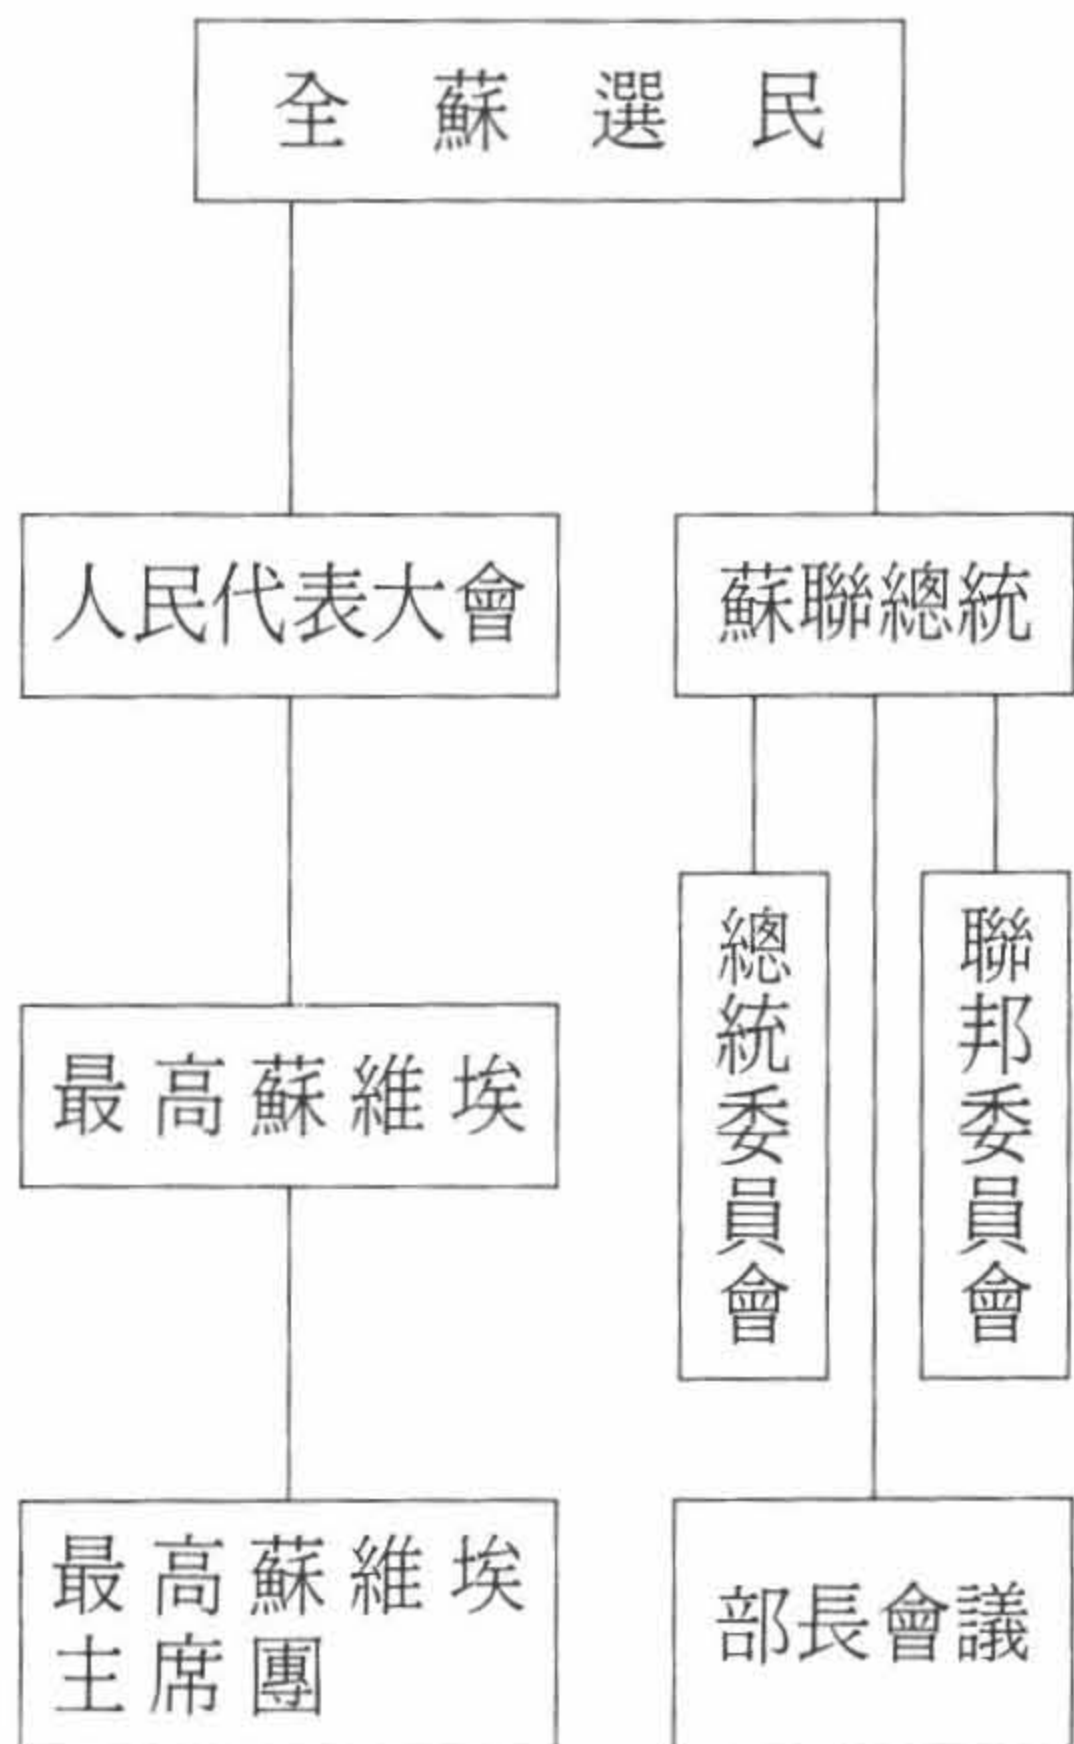 全蘇選民
人民代表大會
蘇聯總統
總統委員會
聯邦委員會
最高蘇維埃
最高蘇維埃
主席團
部長會議